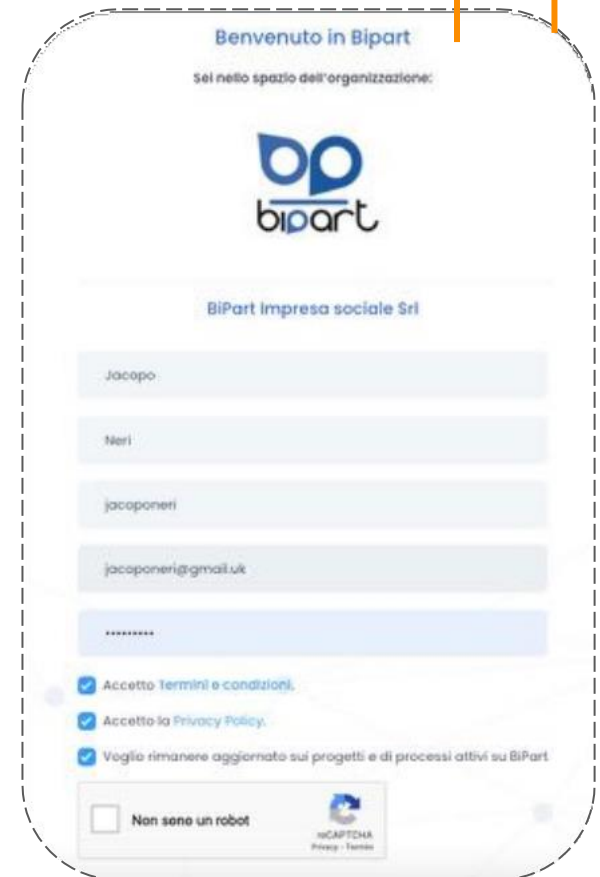 Benvenuto in Bipart
Sei nello spazio dell'organizzazione:
bipart
BiPart Impresa sociale Srl
Jacopo
Neri
jacoponeri
jacoponeri@gmail.uk
•••••••••
Accetto Termini e condizioni.
Accetto la Privacy Policy.
Voglio rimanere aggiornato sui progetti e di processi attivi su BiPart
Non sono un robot
reCAPTCHA
Privacy - Termini